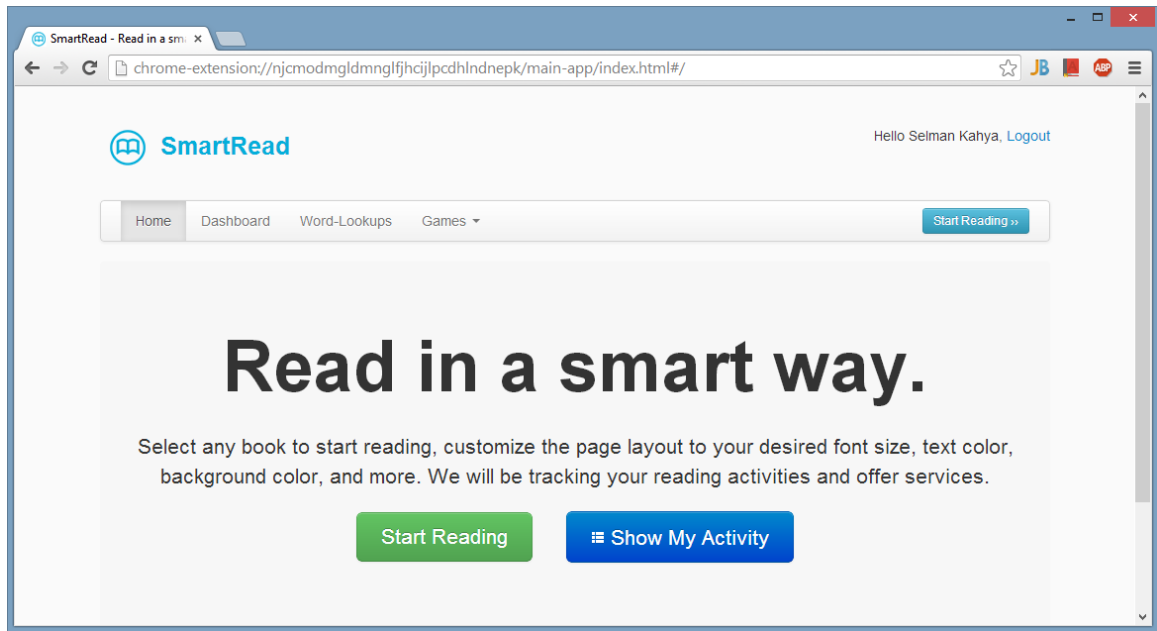 SmartRead - Read in a sm
chrome-extension://njcmodmgldmnglfjhcijlpcdhlndnepk/main-app/index.html#/
JB
ABP
SmartRead
Hello Selman Kahya, Logout
Home Dashboard Word-Lookups Games
Start Reading ››
Read in a smart way.
Select any book to start reading, customize the page layout to your desired font size, text color,
background color, and more. We will be tracking your reading activities and offer services.
Start Reading
Show My Activity